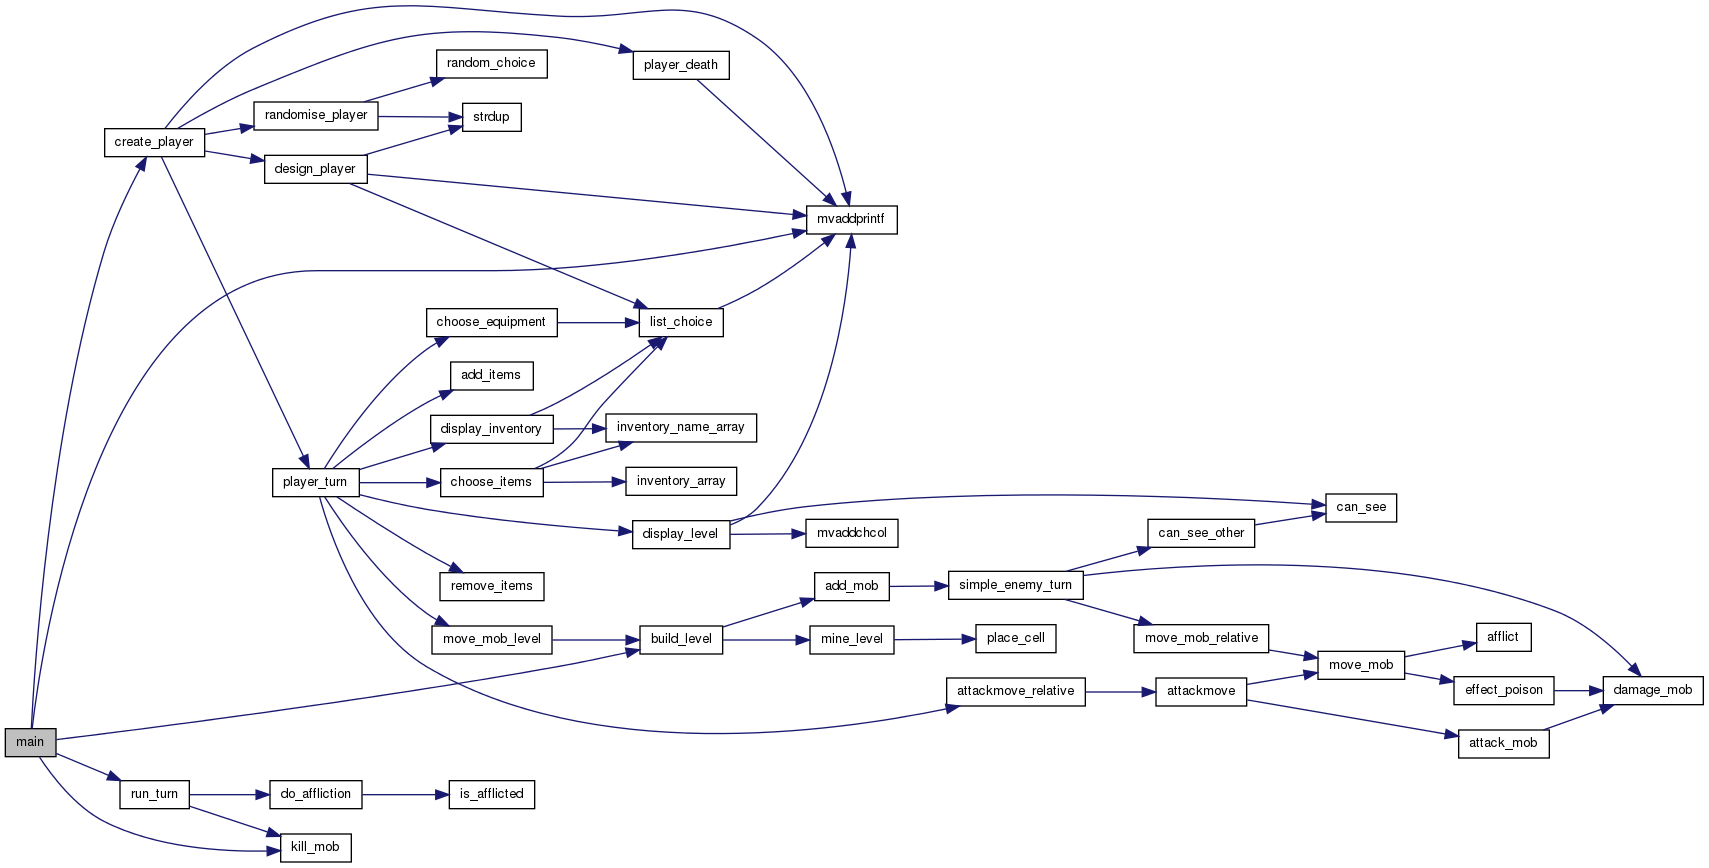 random_choice
player_death
randomise_player
strdup
create_player
design_player
mvaddprintf
choose_equipment
list_choice
add_items
display_inventory
inventory_name_array
player_turn
choose_items
inventory_array
can_see
display_level
mvaddchcol
can_see_other
remove_items
add_mob
simple_enemy_turn
move_mob_level
build_level
mine_level
place_cell
move_mob_relative
afflict
move_mob
attackmove_relative
attackmove
effect_poison
damage_mob
main
attack_mob
run_turn
do_affliction
is_afflicted
kill_mob